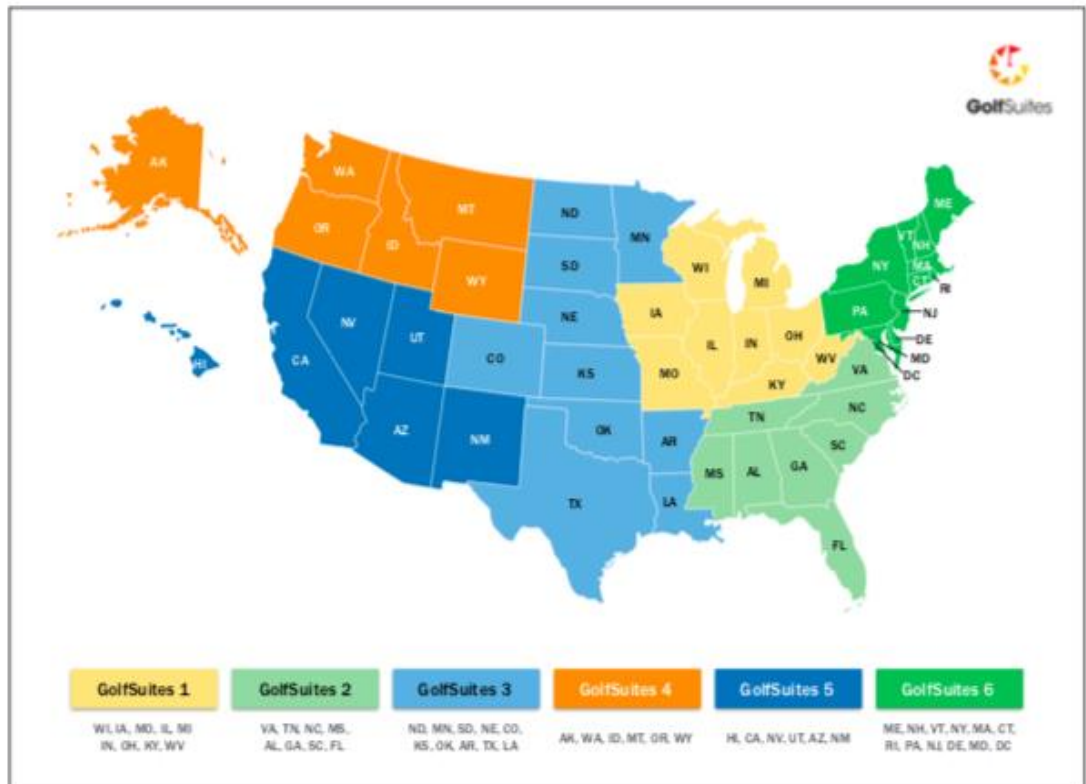 GolfSuites
AK
WA
MT
OR
ID
WY
ND
MN
SD
NE
CO
KS
OK
AR
TX
LA
NV
UT
CA
AZ
NM
HI
WI
MI
IA
IL
IN
OH
MO
KY
WV
VA
TN
NC
SC
MS
AL
GA
FL
ME
VT
NH
NY
MA
CT
RI
PA
NJ
DE
MD
DC
GolfSuites 1
WI, IA, MO, IL, MI
IN, OH, KY, WV
GolfSuites 2
VA, TN, NC, MS,
AL, GA, SC, FL
GolfSuites 3
ND, MN, SD, NE, CO,
KS, OK, AR, TX, LA
GolfSuites 4
AK, WA, ID, MT, OR, WY
GolfSuites 5
HI, CA, NV, UT, AZ, NM
GolfSuites 6
ME, NH, VT, NY, MA, CT,
RI, PA, NJ, DE, MD, DC